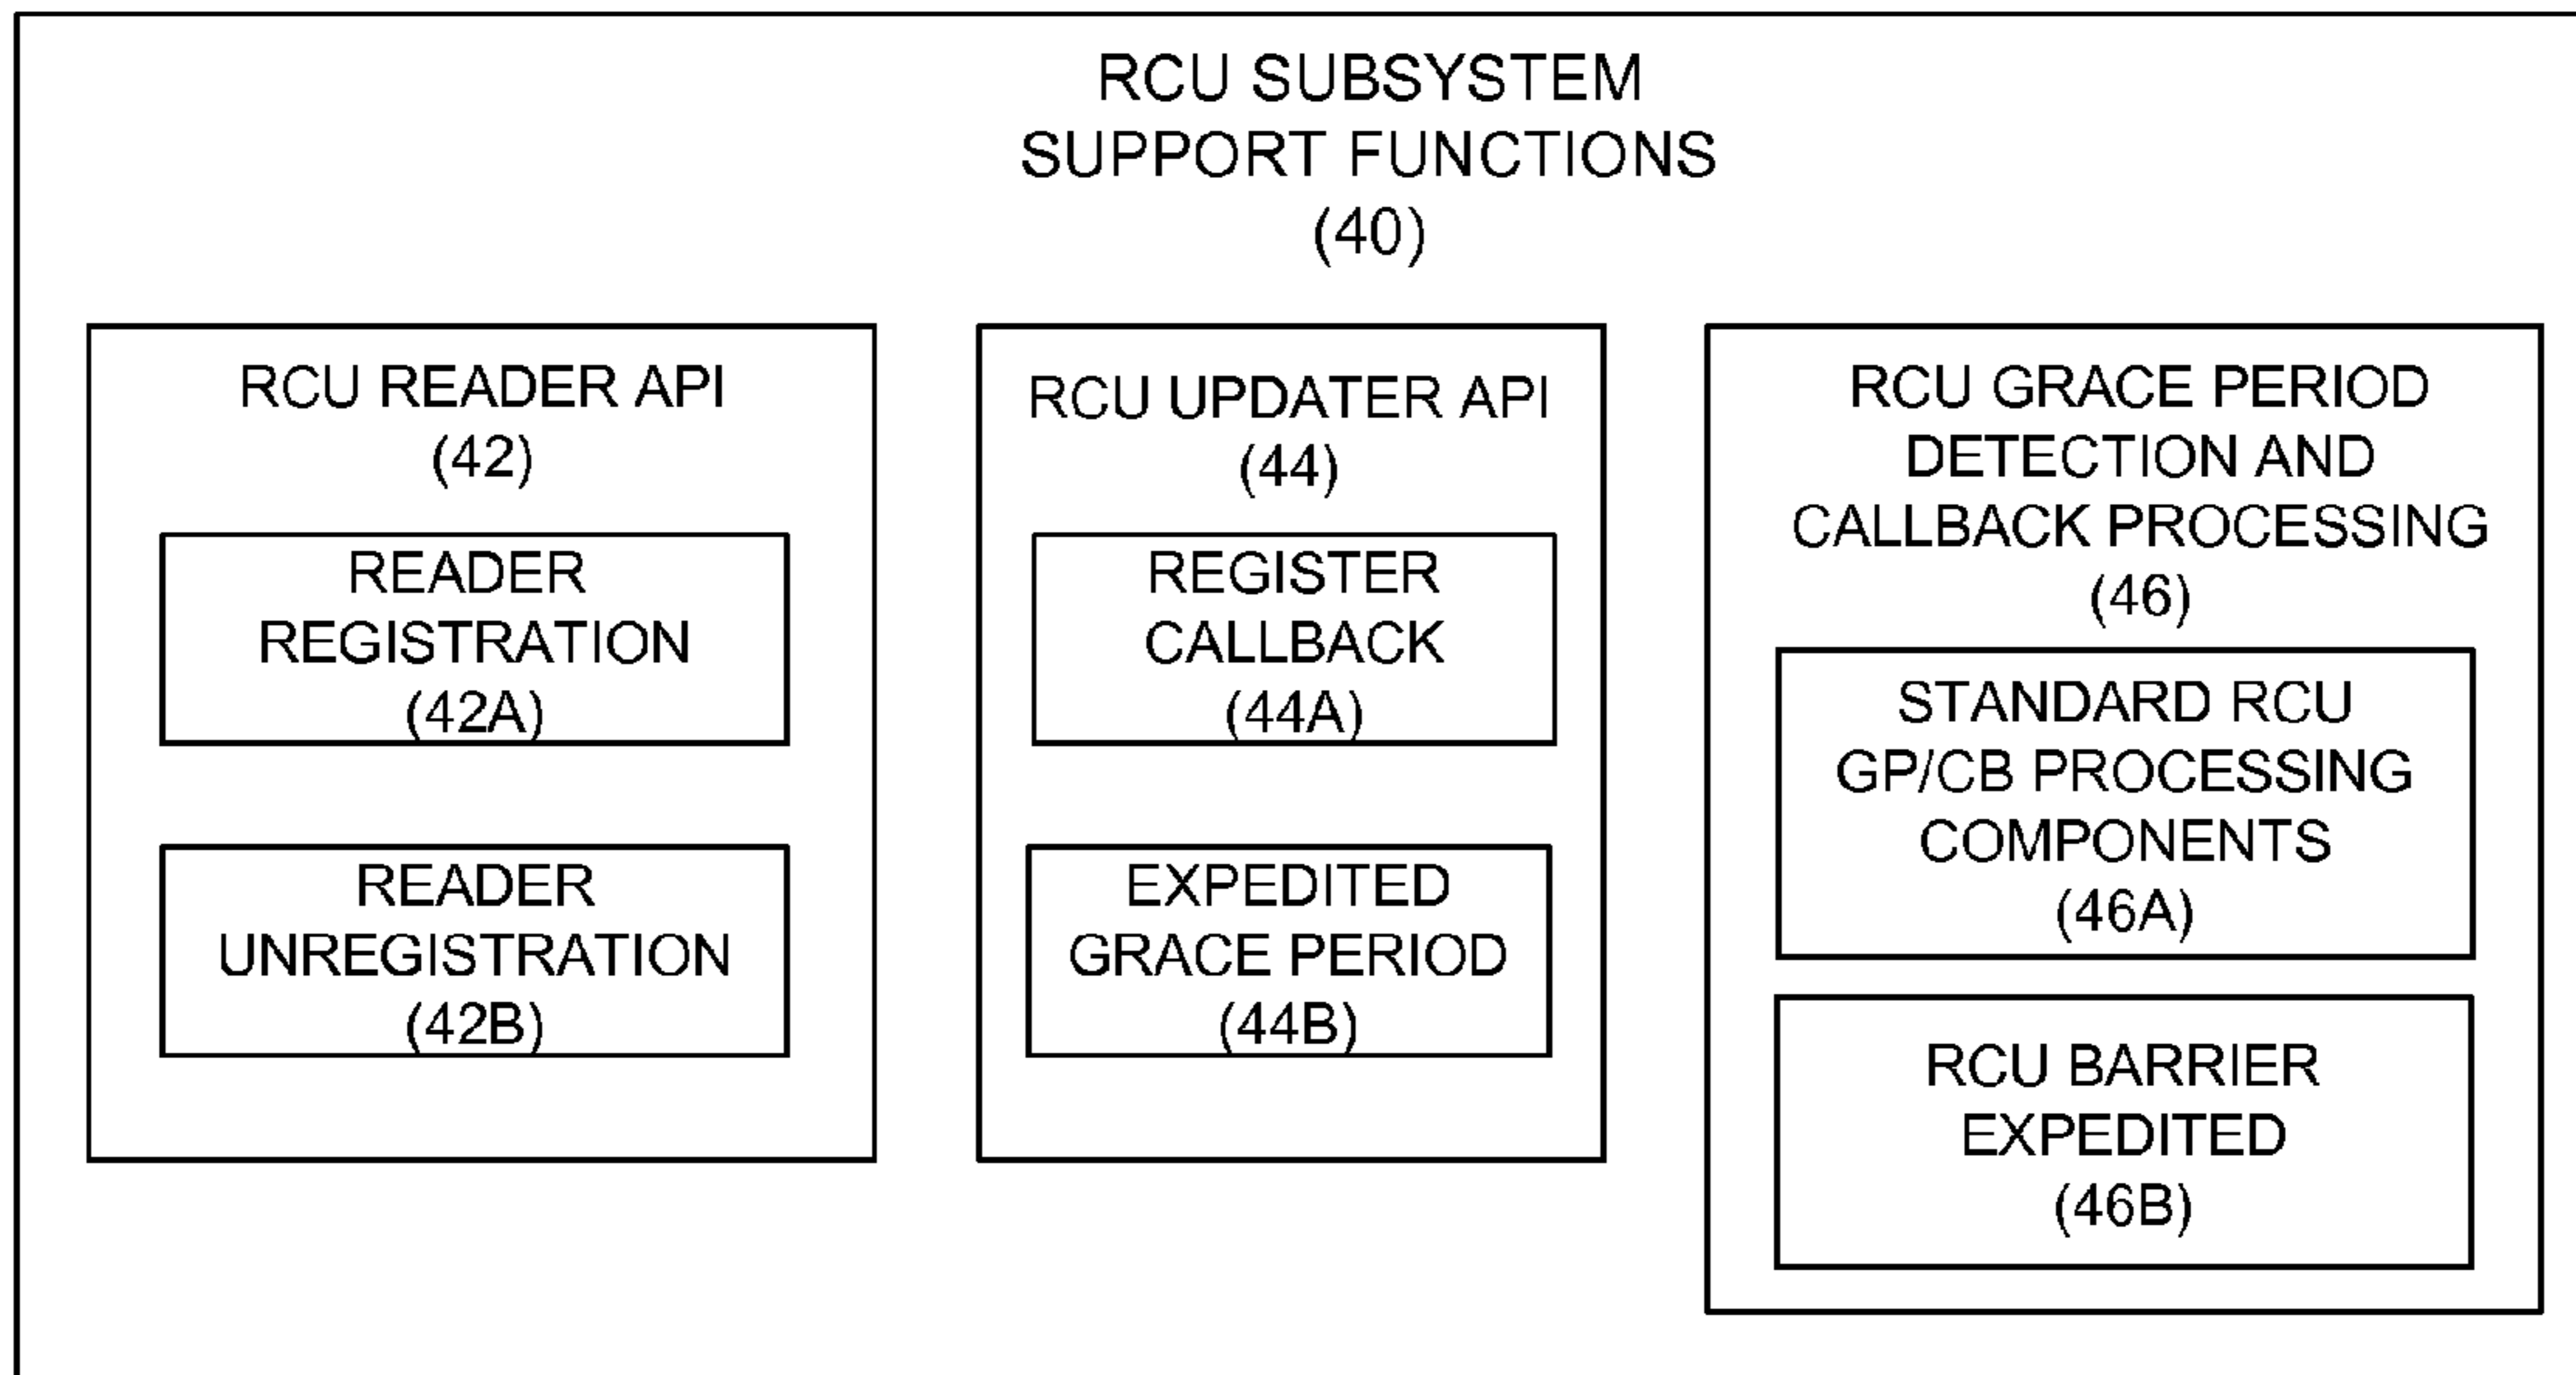 RCU SUBSYSTEM
SUPPORT FUNCTIONS
(40)
RCU READER API
(42)
READER
REGISTRATION
(42A)
READER
UNREGISTRATION
(42B)
RCU UPDATER API
(44)
REGISTER
CALLBACK
(44A)
EXPEDITED
GRACE PERIOD
(44B)
RCU GRACE PERIOD
DETECTION AND
CALLBACK PROCESSING
(46)
STANDARD RCU
GP/CB PROCESSING
COMPONENTS
(46A)
RCU BARRIER
EXPEDITED
(46B)